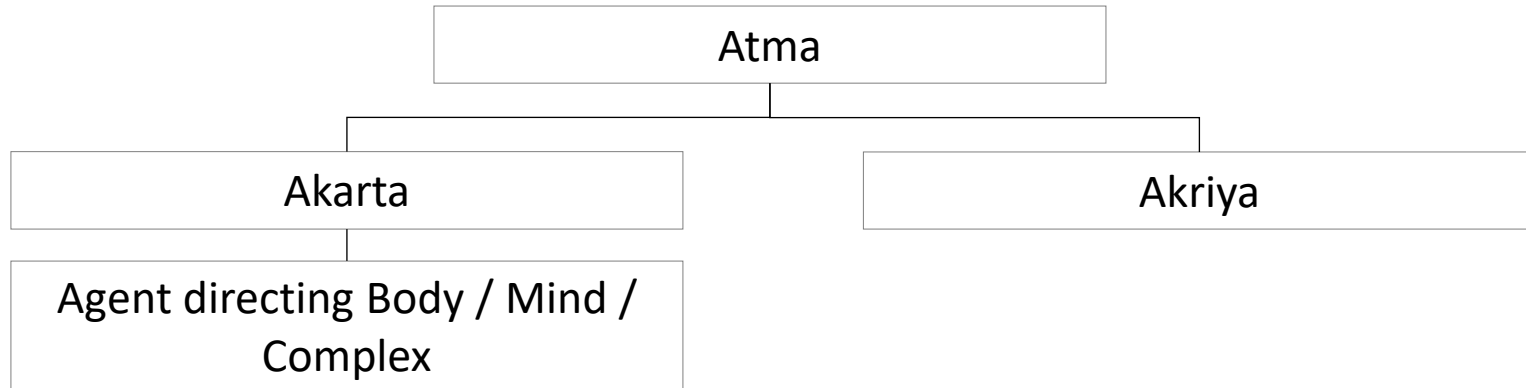 Atma
Akarta
Akriya
Agent directing Body / Mind /
Complex